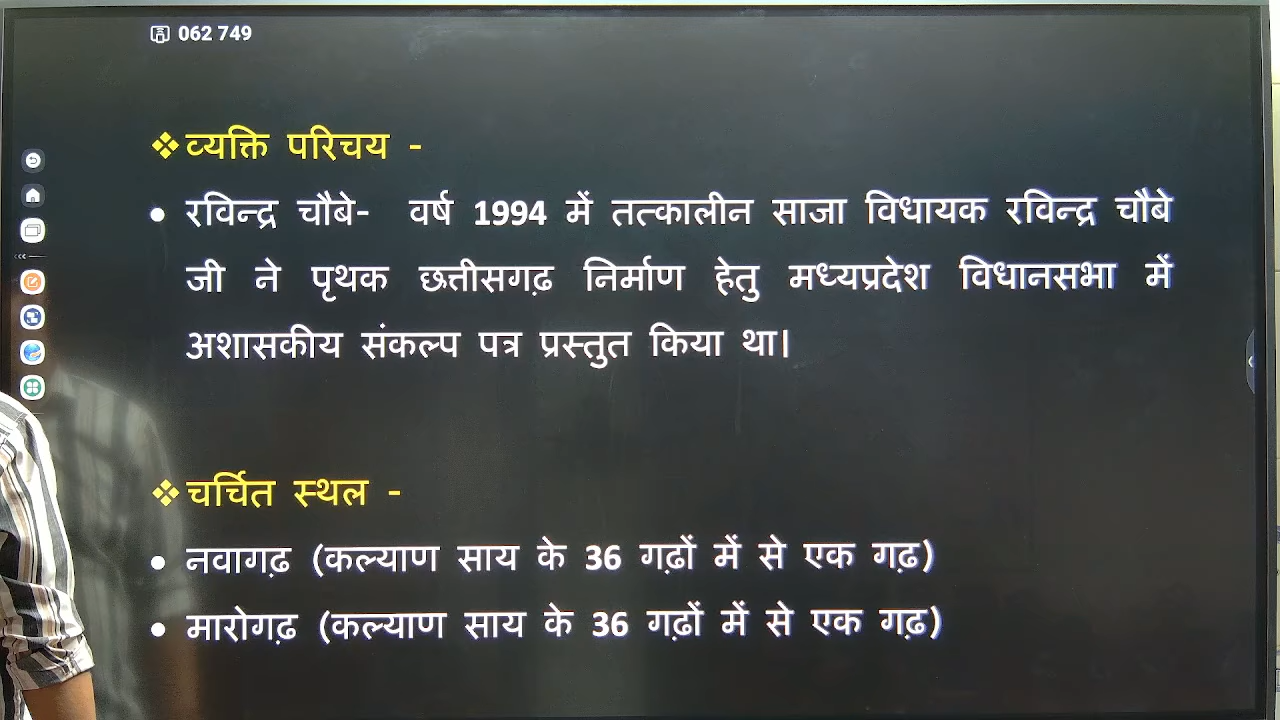 062 749
❖ व्यक्ति परिचय -
• रविन्द्र चौबे- वर्ष 1994 में तत्कालीन साजा विधायक रविन्द्र चौबे
जी ने पृथक छत्तीसगढ़ निर्माण हेतु मध्यप्रदेश विधानसभा में
अशासकीय संकल्प पत्र प्रस्तुत किया था।
❖ चर्चित स्थल -
• नवागढ़ (कल्याण साय के 36 गढ़ों में से एक गढ़)
• मारोगढ़ (कल्याण साय के 36 गढ़ों में से एक गढ़)